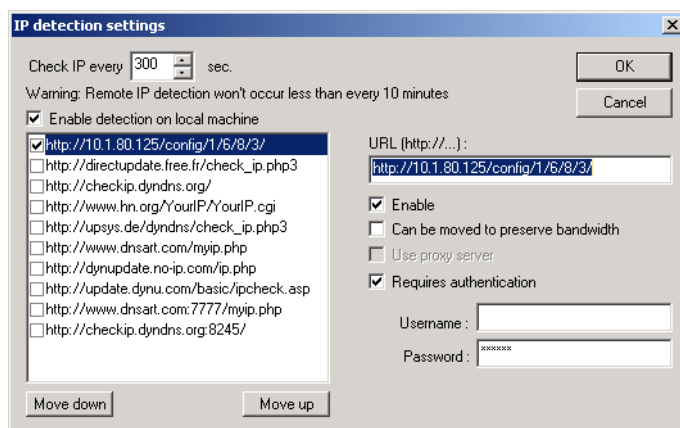 IP detection settings
Check IP every 300 sec.
OK
Warning: Remote IP detection won't occur less than every 10 minutes
Cancel
Enable detection on local machine
http://10.1.80.125/config/1/6/8/3/
http://directupdate.free.fr/check_ip.php3
http://checkip.dyndns.org/
http://www.hn.org/YourIP/YourIP.cgi
http://upsys.de/dyndns/check_ip.php3
http://www.dnsart.com/myip.php
http://dynupdate.no-ip.com/ip.php
http://update.dynu.com/basic/ipcheck.asp
http://www.dnsart.com:7777/myip.php
http://checkip.dyndns.org:8245/
Move down
Move up
URL (http://...) :
http://10.1.80.125/config/1/6/8/3/
Enable
Can be moved to preserve bandwidth
Use proxy server
Requires authentication
Username :
Password : ******